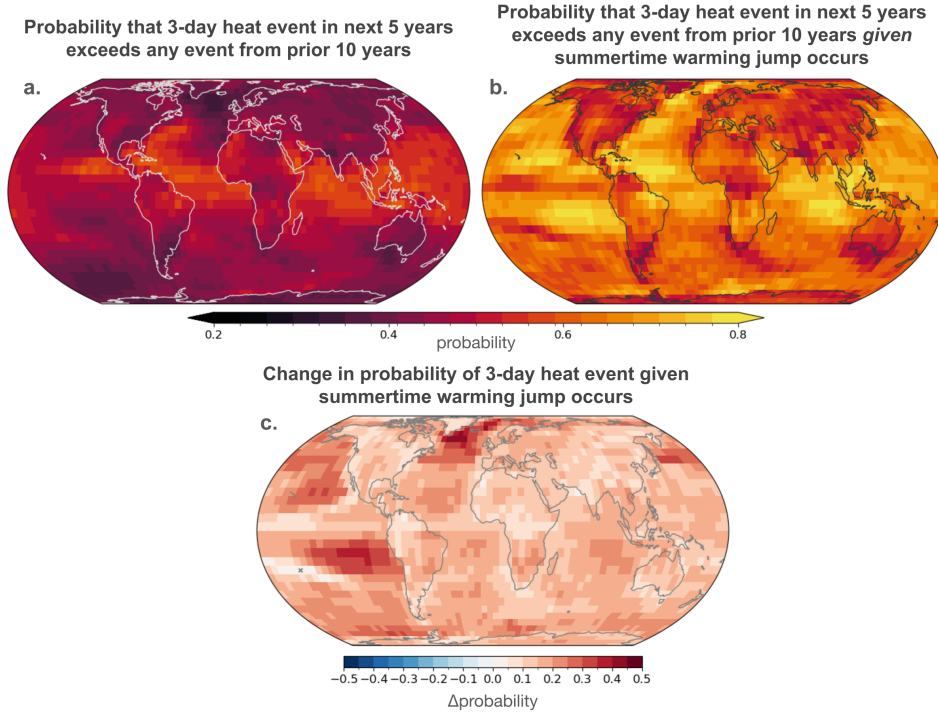 Probability that 3-day heat event in next 5 years
exceeds any event from prior 10 years
a.
Probability that 3-day heat event in next 5 years
exceeds any event from prior 10 years given
summertime warming jump occurs
b.
0.2 0.4 0.6 0.8
probability
Change in probability of 3-day heat event given
summertime warming jump occurs
c.
−0.5 −0.4 −0.3 −0.2 −0.1 0.0 0.1 0.2 0.3 0.4 0.5
Δprobability